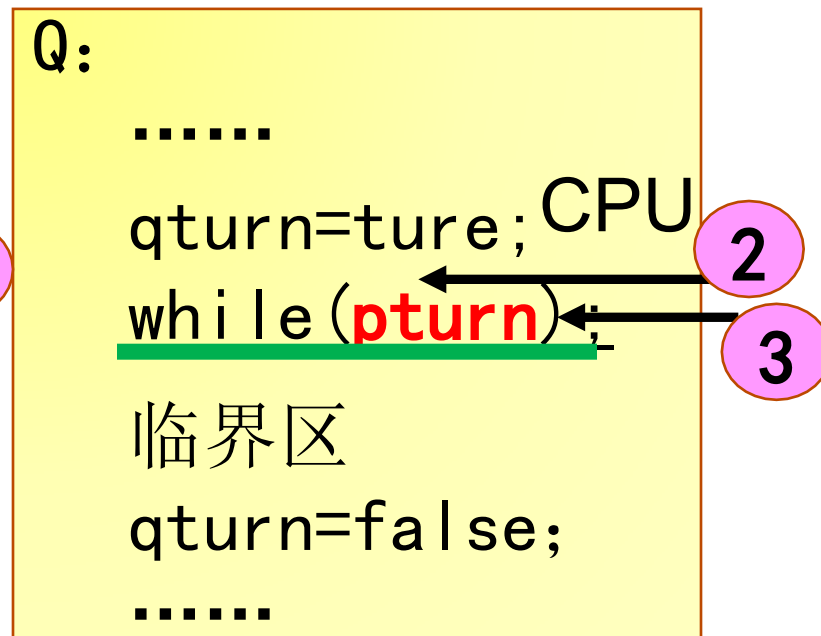 Q：
......
qturn=ture; CPU
2
while(pturn);
3
临界区
qturn=false；
......